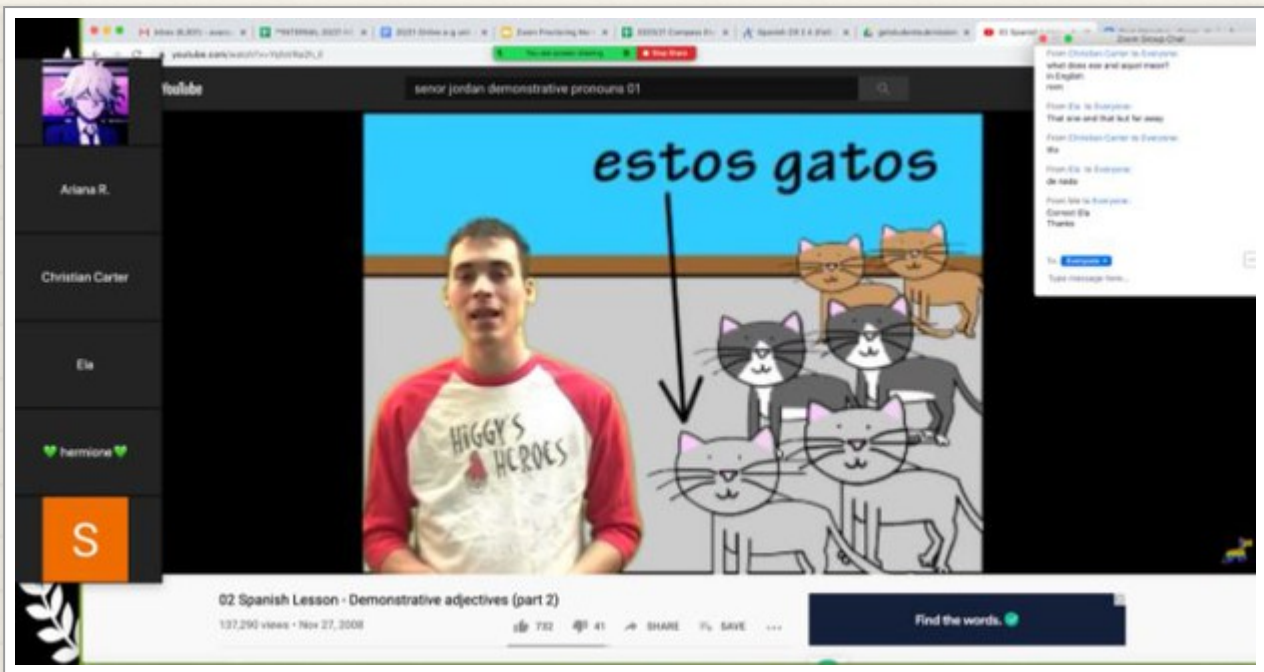 You are screen sharing
Stop Share
YouTube
senor jordan demonstrative pronouns 01
Zoom Group Chat
From Christian Carter to Everyone:
what does ese and aquel mean?
in English
From Ela to Everyone:
That one and that but far away
From Christian Carter to Everyone:
From Ela to Everyone:
de nada
From Me to Everyone:
Correct Ela
Thanks
To: Everyone
Type message here...
Ariana R.
Christian Carter
Ela
hermione
S
estos gatos
HiGGY'S
HEROES
02 Spanish Lesson - Demonstrative adjectives (part 2)
137,290 views • Nov 27, 2008
732
41
SHARE
SAVE
Find the words.